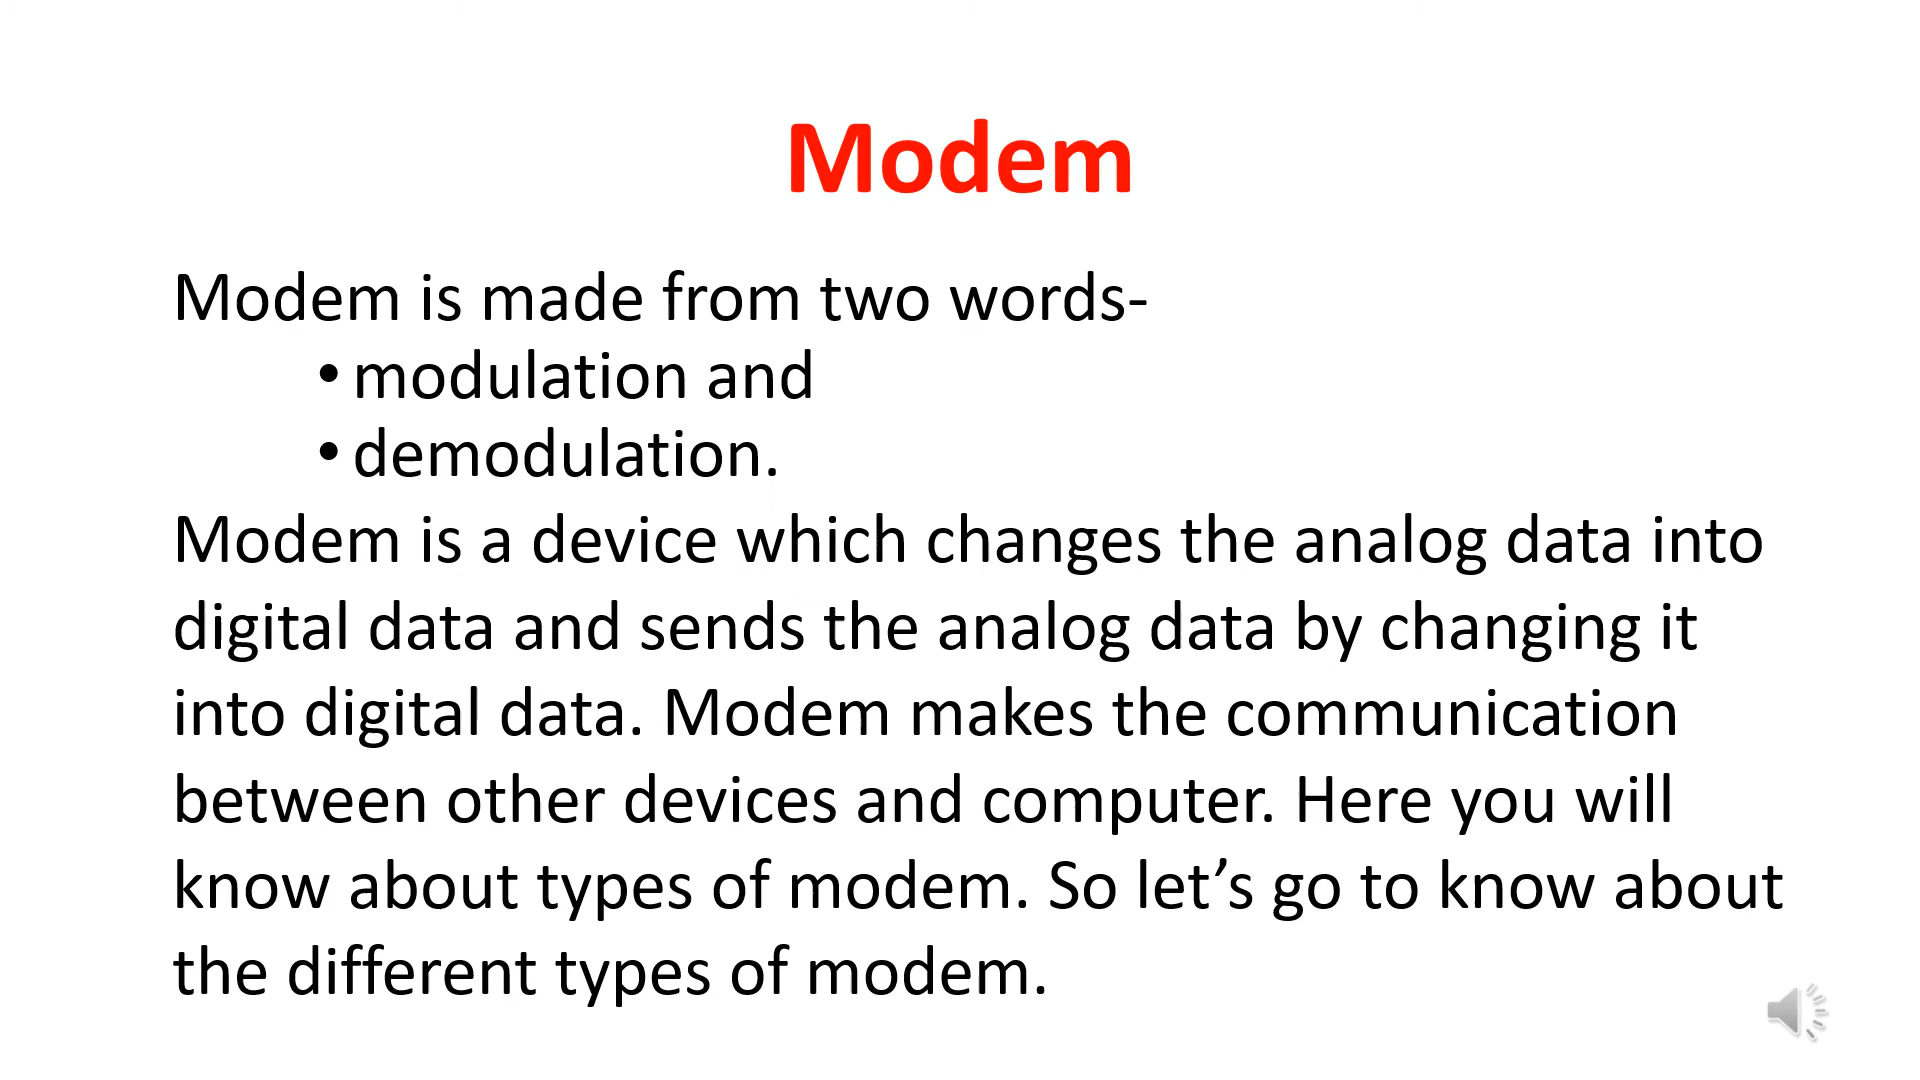 Modem
Modem is made from two words-
• modulation and
• demodulation.
Modem is a device which changes the analog data into
digital data and sends the analog data by changing it
into digital data. Modem makes the communication
between other devices and computer. Here you will
know about types of modem. So let’s go to know about
the different types of modem.